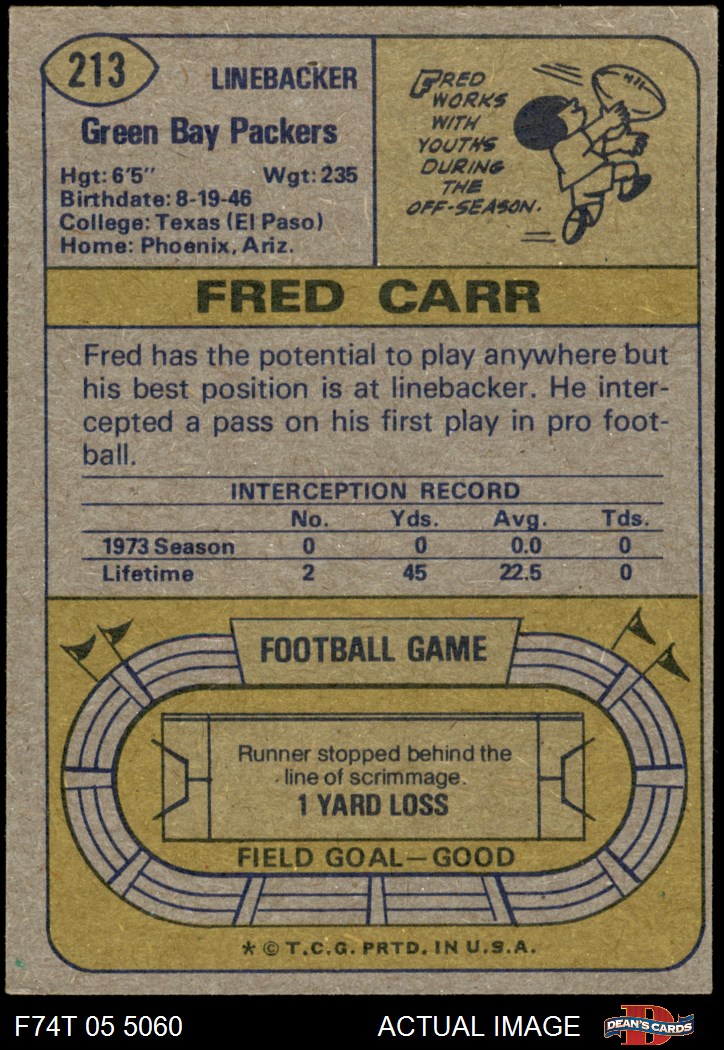 213
LINEBACKER
Green Bay Packers
Hgt: 6'5" Wgt: 235
Birthdate: 8-19-46
College: Texas (El Paso)
Home: Phoenix, Ariz.
FRED
WORKS
WITH
YOUTHS
DURING
THE
OFF-SEASON.
FRED CARR
Fred has the potential to play anywhere but
his best position is at linebacker. He inter-
cepted a pass on his first play in pro foot-
ball.
INTERCEPTION RECORD
No. Yds. Avg. Tds.
1973 Season 0 0 0.0 0
Lifetime 2 45 22.5 0
FOOTBALL GAME
Runner stopped behind the
line of scrimmage.
1 YARD LOSS
FIELD GOAL—GOOD
* © T.C.G. PRTD. IN U.S.A.
F74T 05 5060 ACTUAL IMAGE
D
DEAN'S CARDS